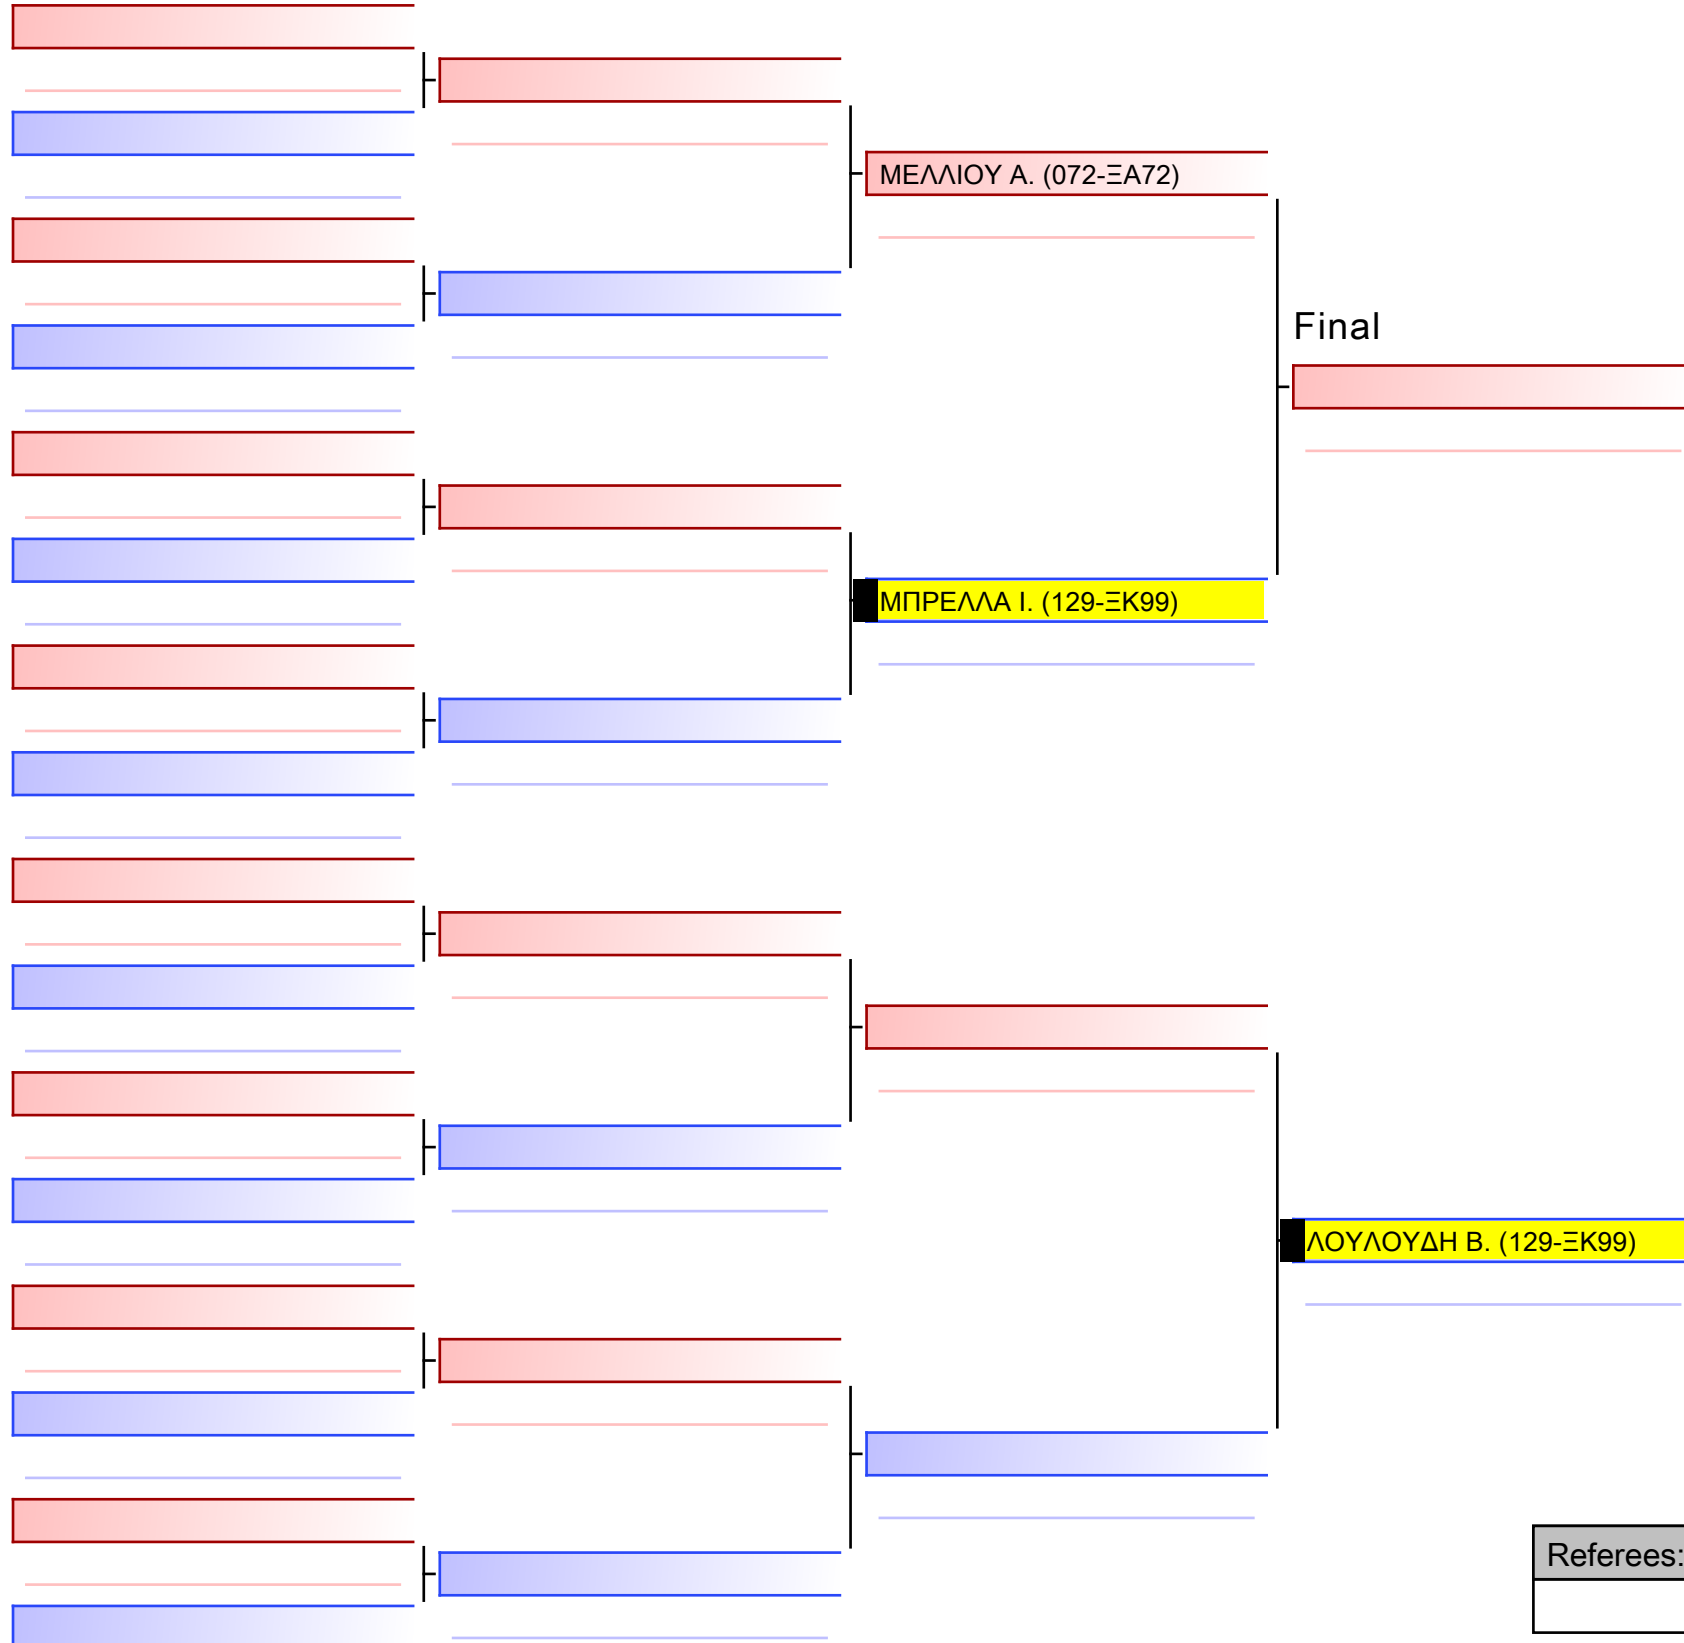 ΜΕΛΛΙΟΥ Α. (072-ΞΑ72)
Final
ΜΠΡΕΛΛΑ Ι. (129-ΞΚ99)
ΛΟΥΛΟΥΔΗ Β. (129-ΞΚ99)
Referees: